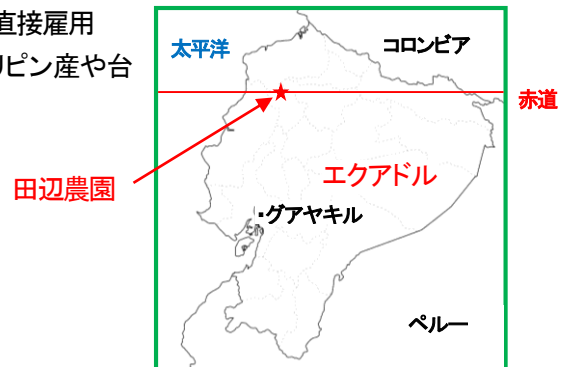 直接雇用
リピン産や台
太平洋
コロンビア
赤道
田辺農園
エクアドル
・グアヤキル
ペルー